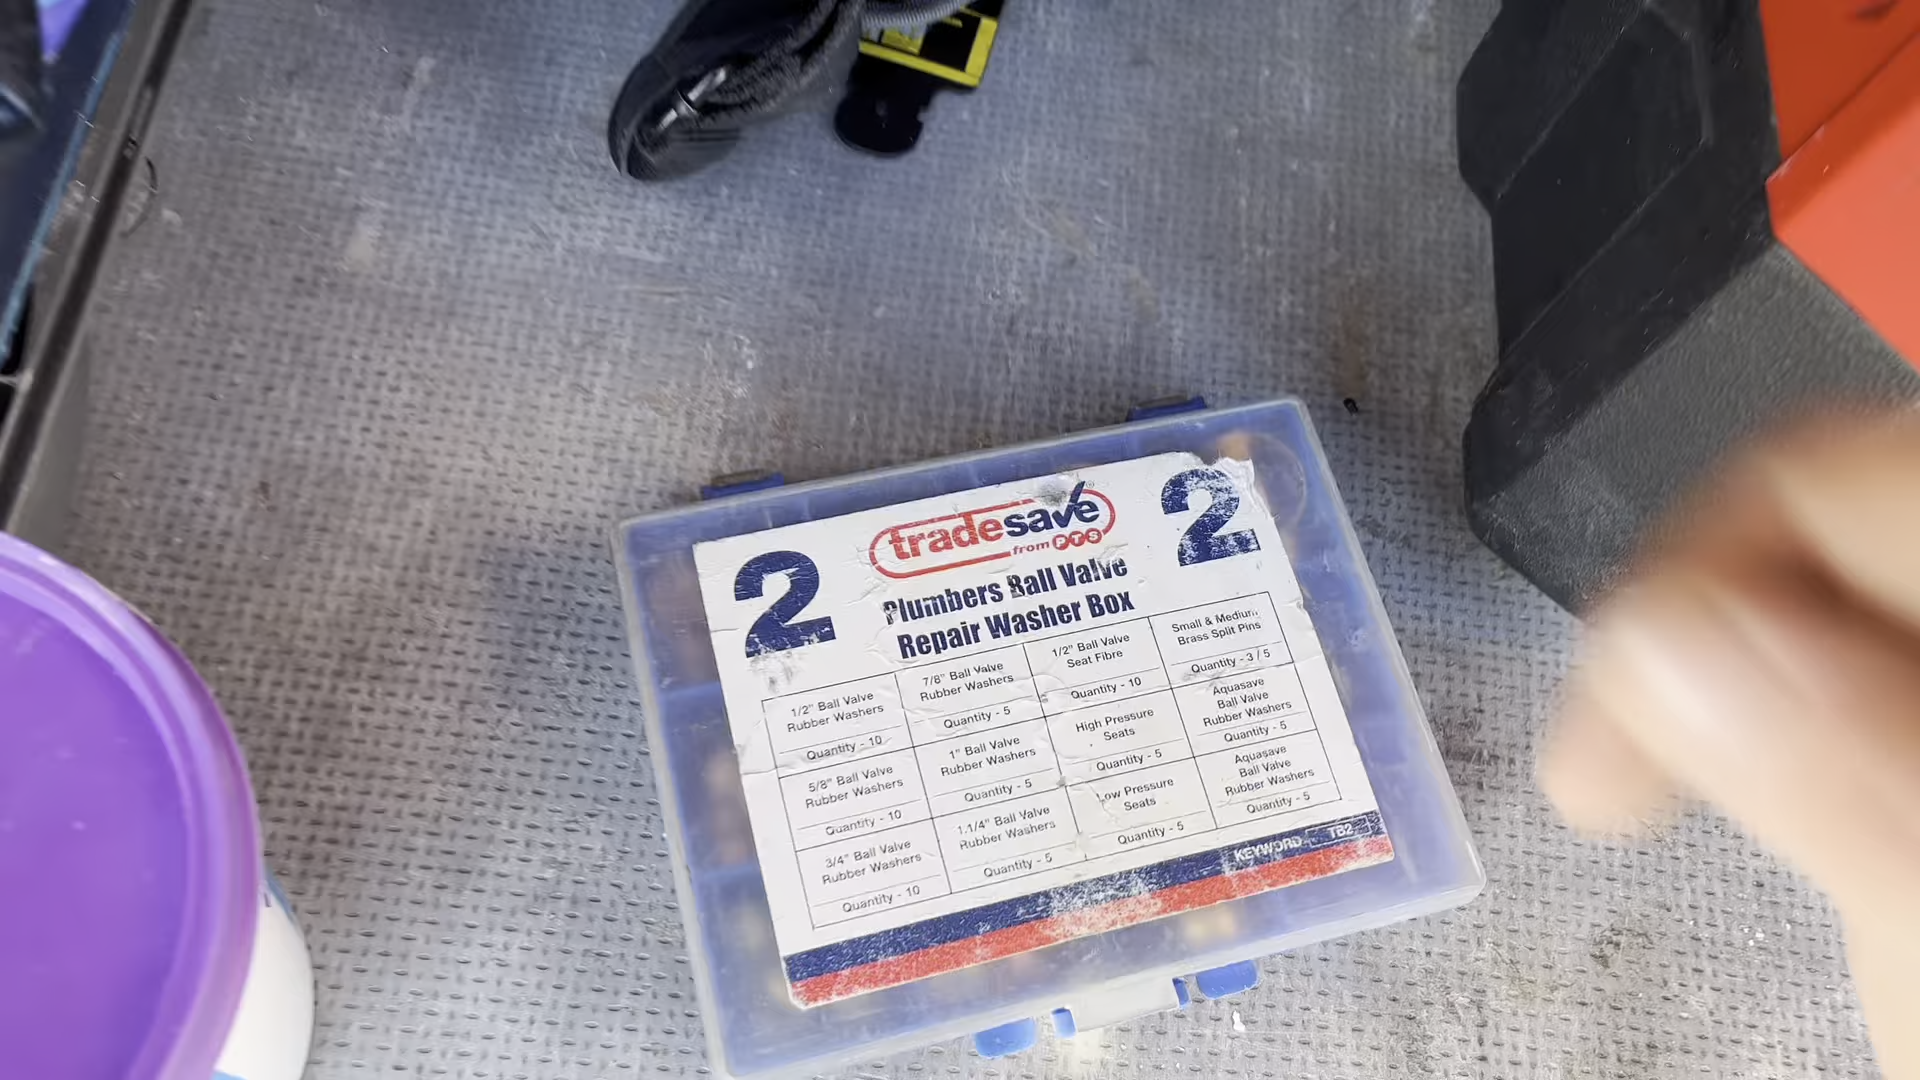 2
tradesave
from PTS
2
Plumbers Ball Valve
Repair Washer Box
1/2" Ball Valve
Rubber Washers
Quantity - 10
7/8" Ball Valve
Rubber Washers
Quantity - 5
1/2" Ball Valve
Seat Fibre
Quantity - 10
Small & Medium
Brass Split Pins
Quantity - 3 / 5
5/8" Ball Valve
Rubber Washers
Quantity - 10
1" Ball Valve
Rubber Washers
Quantity - 5
High Pressure
Seats
Quantity - 5
Aquasave
Ball Valve
Rubber Washers
Quantity - 5
3/4" Ball Valve
Rubber Washers
Quantity - 10
1.1/4" Ball Valve
Rubber Washers
Quantity - 5
Low Pressure
Seats
Quantity - 5
Aquasave
Ball Valve
Rubber Washers
Quantity - 5
KEYWORD TB2